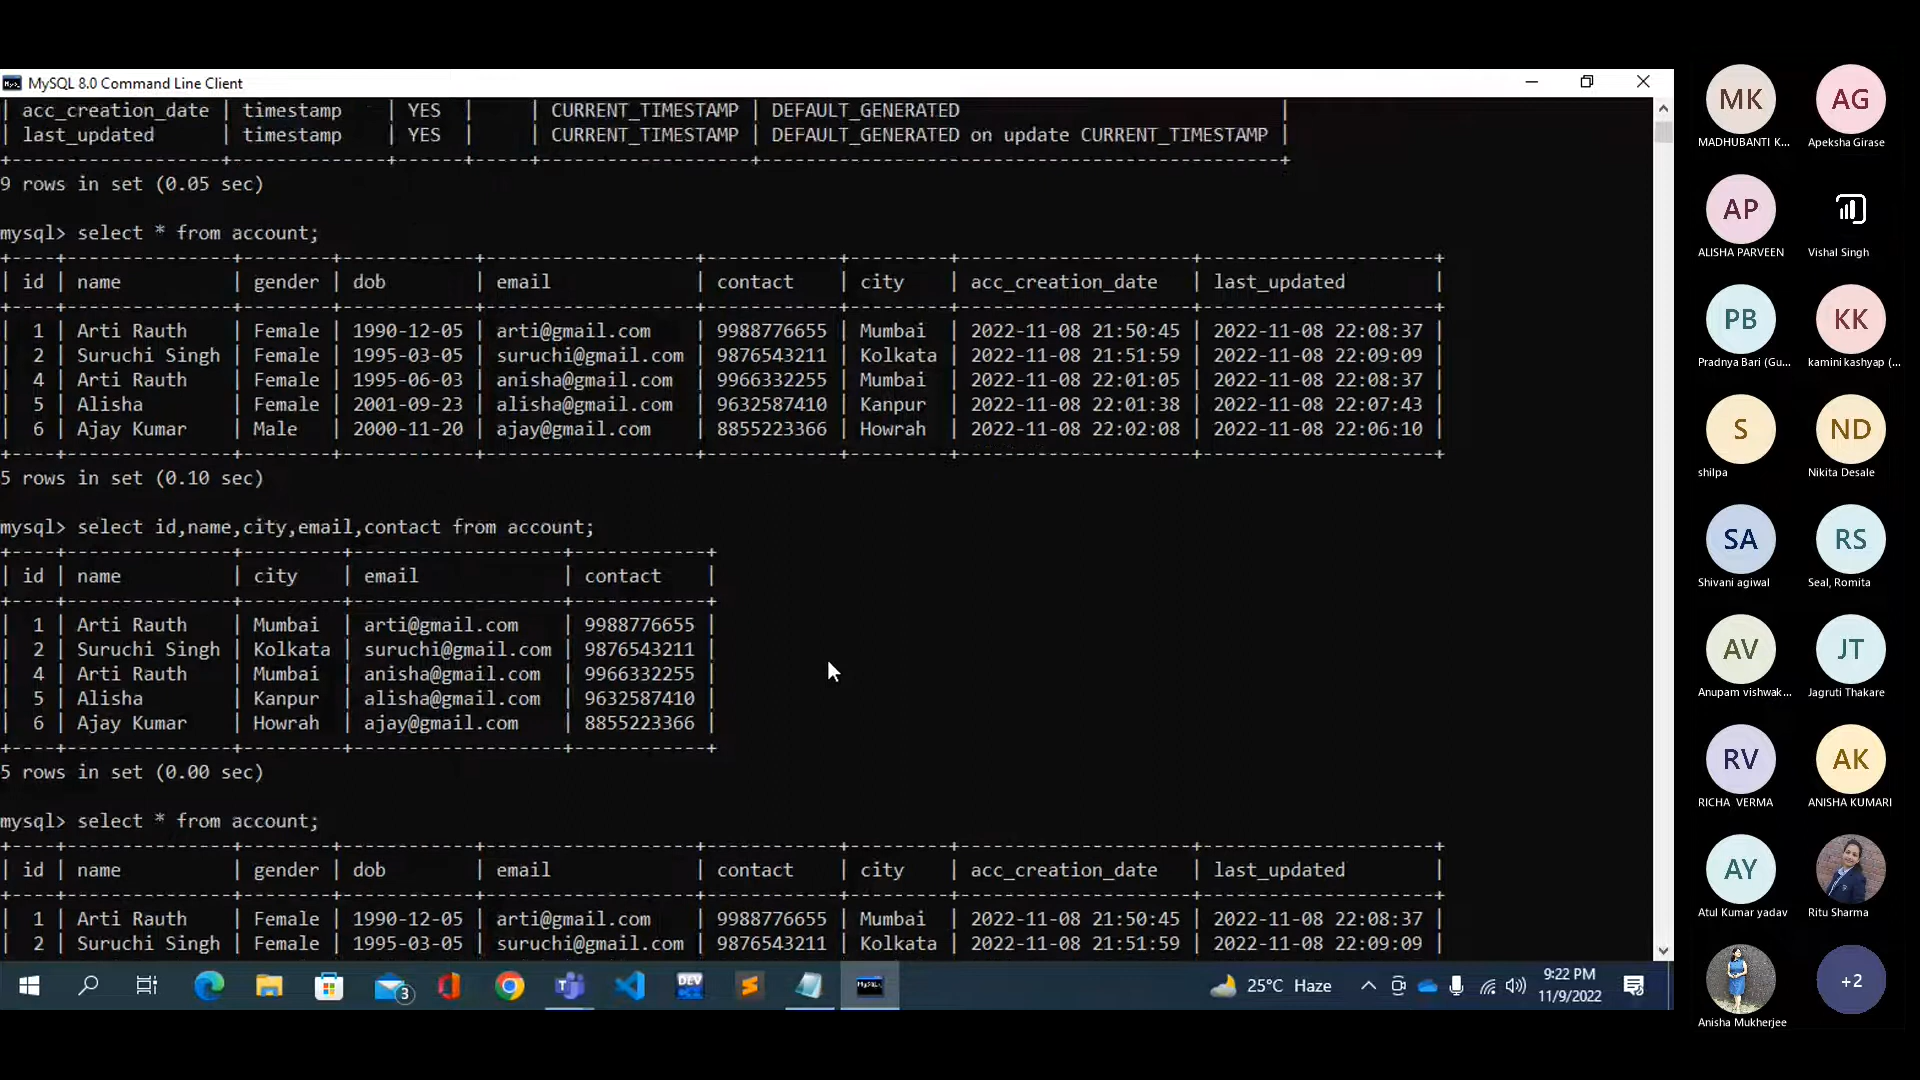 MySQL 8.0 Command Line Client
| acc_creation_date | timestamp    | YES  |     | CURRENT_TIMESTAMP | DEFAULT_GENERATED                             |
| last_updated      | timestamp    | YES  |     | CURRENT_TIMESTAMP | DEFAULT_GENERATED on update CURRENT_TIMESTAMP |
+-------------------+--------------+------+-----+-------------------+-----------------------------------------------+
9 rows in set (0.05 sec)
mysql> select * from account;
+----+---------------+--------+------------+-------------------+------------+---------+---------------------+---------------------+
| id | name          | gender | dob        | email             | contact    | city    | acc_creation_date   | last_updated        |
+----+---------------+--------+------------+-------------------+------------+---------+---------------------+---------------------+
| 1 | Arti Rauth    | Female | 1990-12-05 | arti@gmail.com    | 9988776655 | Mumbai  | 2022-11-08 21:50:45 | 2022-11-08 22:08:37 |
| 2 | Suruchi Singh | Female | 1995-03-05 | suruchi@gmail.com | 9876543211 | Kolkata | 2022-11-08 21:51:59 | 2022-11-08 22:09:09 |
| 4 | Arti Rauth    | Female | 1995-06-03 | anisha@gmail.com  | 9966332255 | Mumbai  | 2022-11-08 22:01:05 | 2022-11-08 22:08:37 |
| 5 | Alisha        | Female | 2001-09-23 | alisha@gmail.com  | 9632587410 | Kanpur  | 2022-11-08 22:01:38 | 2022-11-08 22:07:43 |
| 6 | Ajay Kumar    | Male   | 2000-11-20 | ajay@gmail.com    | 8855223366 | Howrah  | 2022-11-08 22:02:08 | 2022-11-08 22:06:10 |
+----+---------------+--------+------------+-------------------+------------+---------+---------------------+---------------------+
5 rows in set (0.10 sec)
mysql> select id,name,city,email,contact from account;
+----+---------------+---------+-------------------+------------+
| id | name          | city    | email             | contact    |
+----+---------------+---------+-------------------+------------+
| 1 | Arti Rauth    | Mumbai  | arti@gmail.com    | 9988776655 |
| 2 | Suruchi Singh | Kolkata | suruchi@gmail.com | 9876543211 |
| 4 | Arti Rauth    | Mumbai  | anisha@gmail.com  | 9966332255 |
| 5 | Alisha        | Kanpur  | alisha@gmail.com  | 9632587410 |
| 6 | Ajay Kumar    | Howrah  | ajay@gmail.com    | 8855223366 |
+----+---------------+---------+-------------------+------------+
5 rows in set (0.00 sec)
mysql> select * from account;
+----+---------------+--------+------------+-------------------+------------+---------+---------------------+---------------------+
| id | name          | gender | dob        | email             | contact    | city    | acc_creation_date   | last_updated        |
+----+---------------+--------+------------+-------------------+------------+---------+---------------------+---------------------+
| 1 | Arti Rauth    | Female | 1990-12-05 | arti@gmail.com    | 9988776655 | Mumbai  | 2022-11-08 21:50:45 | 2022-11-08 22:08:37 |
| 2 | Suruchi Singh | Female | 1995-03-05 | suruchi@gmail.com | 9876543211 | Kolkata | 2022-11-08 21:51:59 | 2022-11-08 22:09:09 |
3
DEV
MySQL
25°C Haze
9:22 PM
11/9/2022
MK AG
MADHUBANTI K... Apeksha Girase
AP
ALISHA PARVEEN Vishal Singh
PB KK
Pradnya Bari (Gu... kamini kashyap (...
S ND
shilpa Nikita Desale
SA RS
Shivani agiwal Seal, Romita
AV JT
Anupam vishwak... Jagruti Thakare
RV AK
RICHA VERMA ANISHA KUMARI
AY
Atul Kumar yadav Ritu Sharma
+2
Anisha Mukherjee